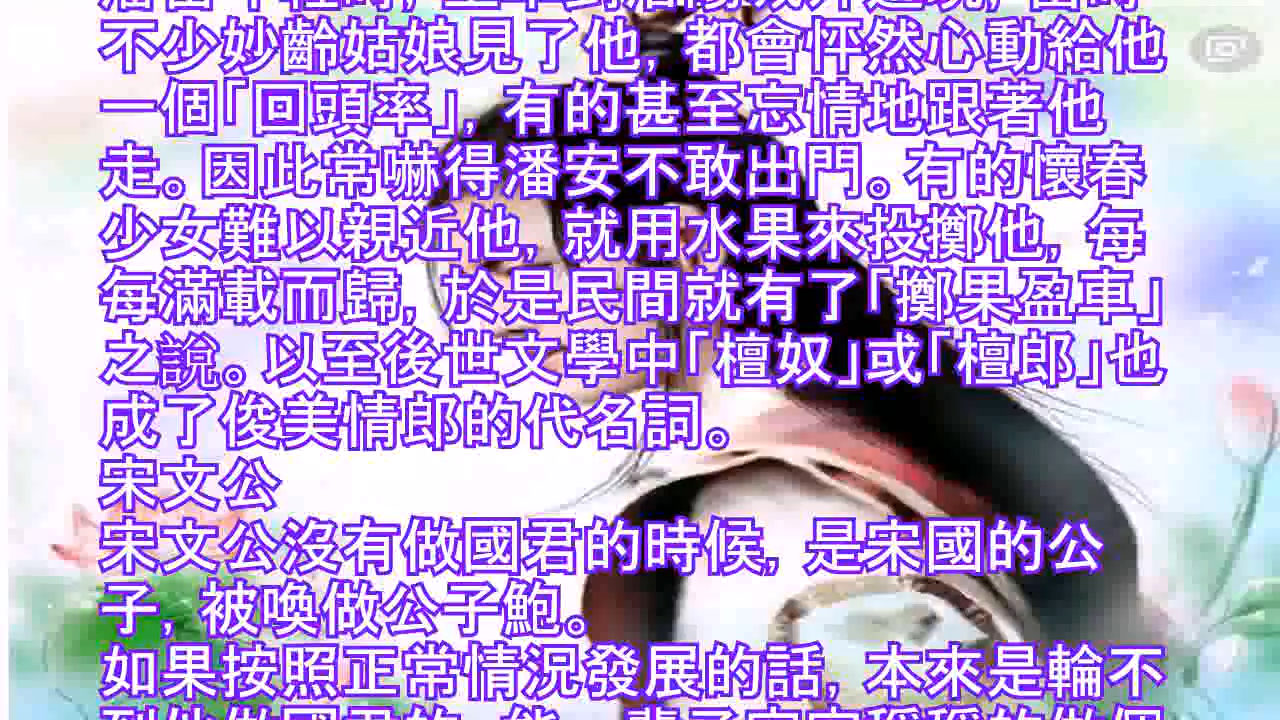 不少妙齡姑娘見了他, 都會怦然心動給他
一個「回頭率」, 有的甚至忘情地跟著他
走。因此常嚇得潘安不敢出門。有的懷春
少女難以親近他, 就用水果來投擲他, 每
每滿載而歸, 於是民間就有了「擲果盈車」
之說。以至後世文學中「檀奴」或「檀郎」也
成了俊美情郎的代名詞。
宋文公
宋文公沒有做國君的時候, 是宋國的公
子, 被喚做公子鮑。
如果按照正常情況發展的話, 本來是輪不